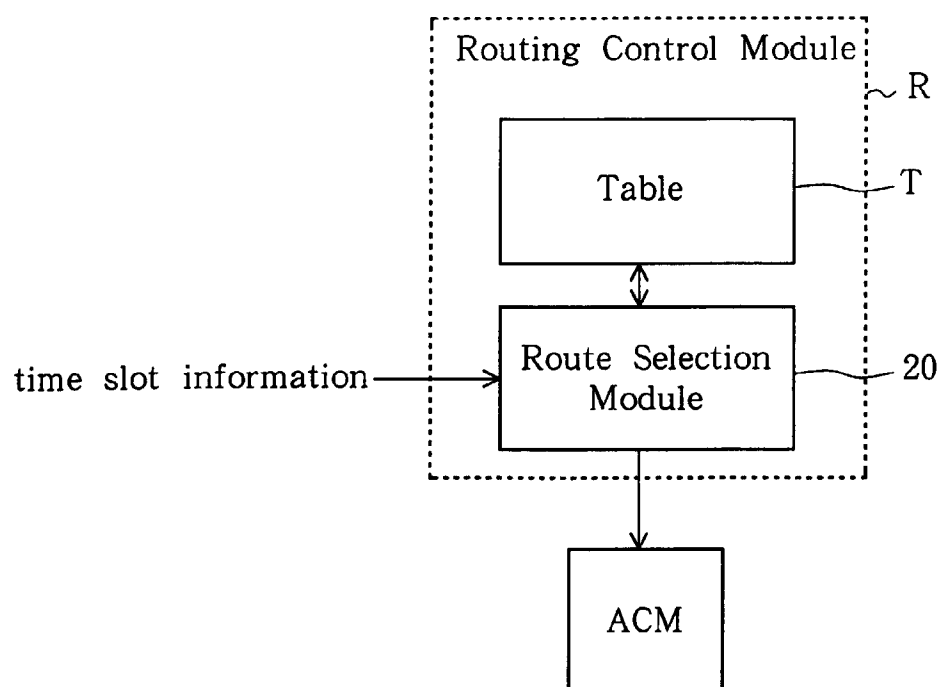 Routing Control Module
R
Table
T
time slot information
Route Selection
Module
20
ACM